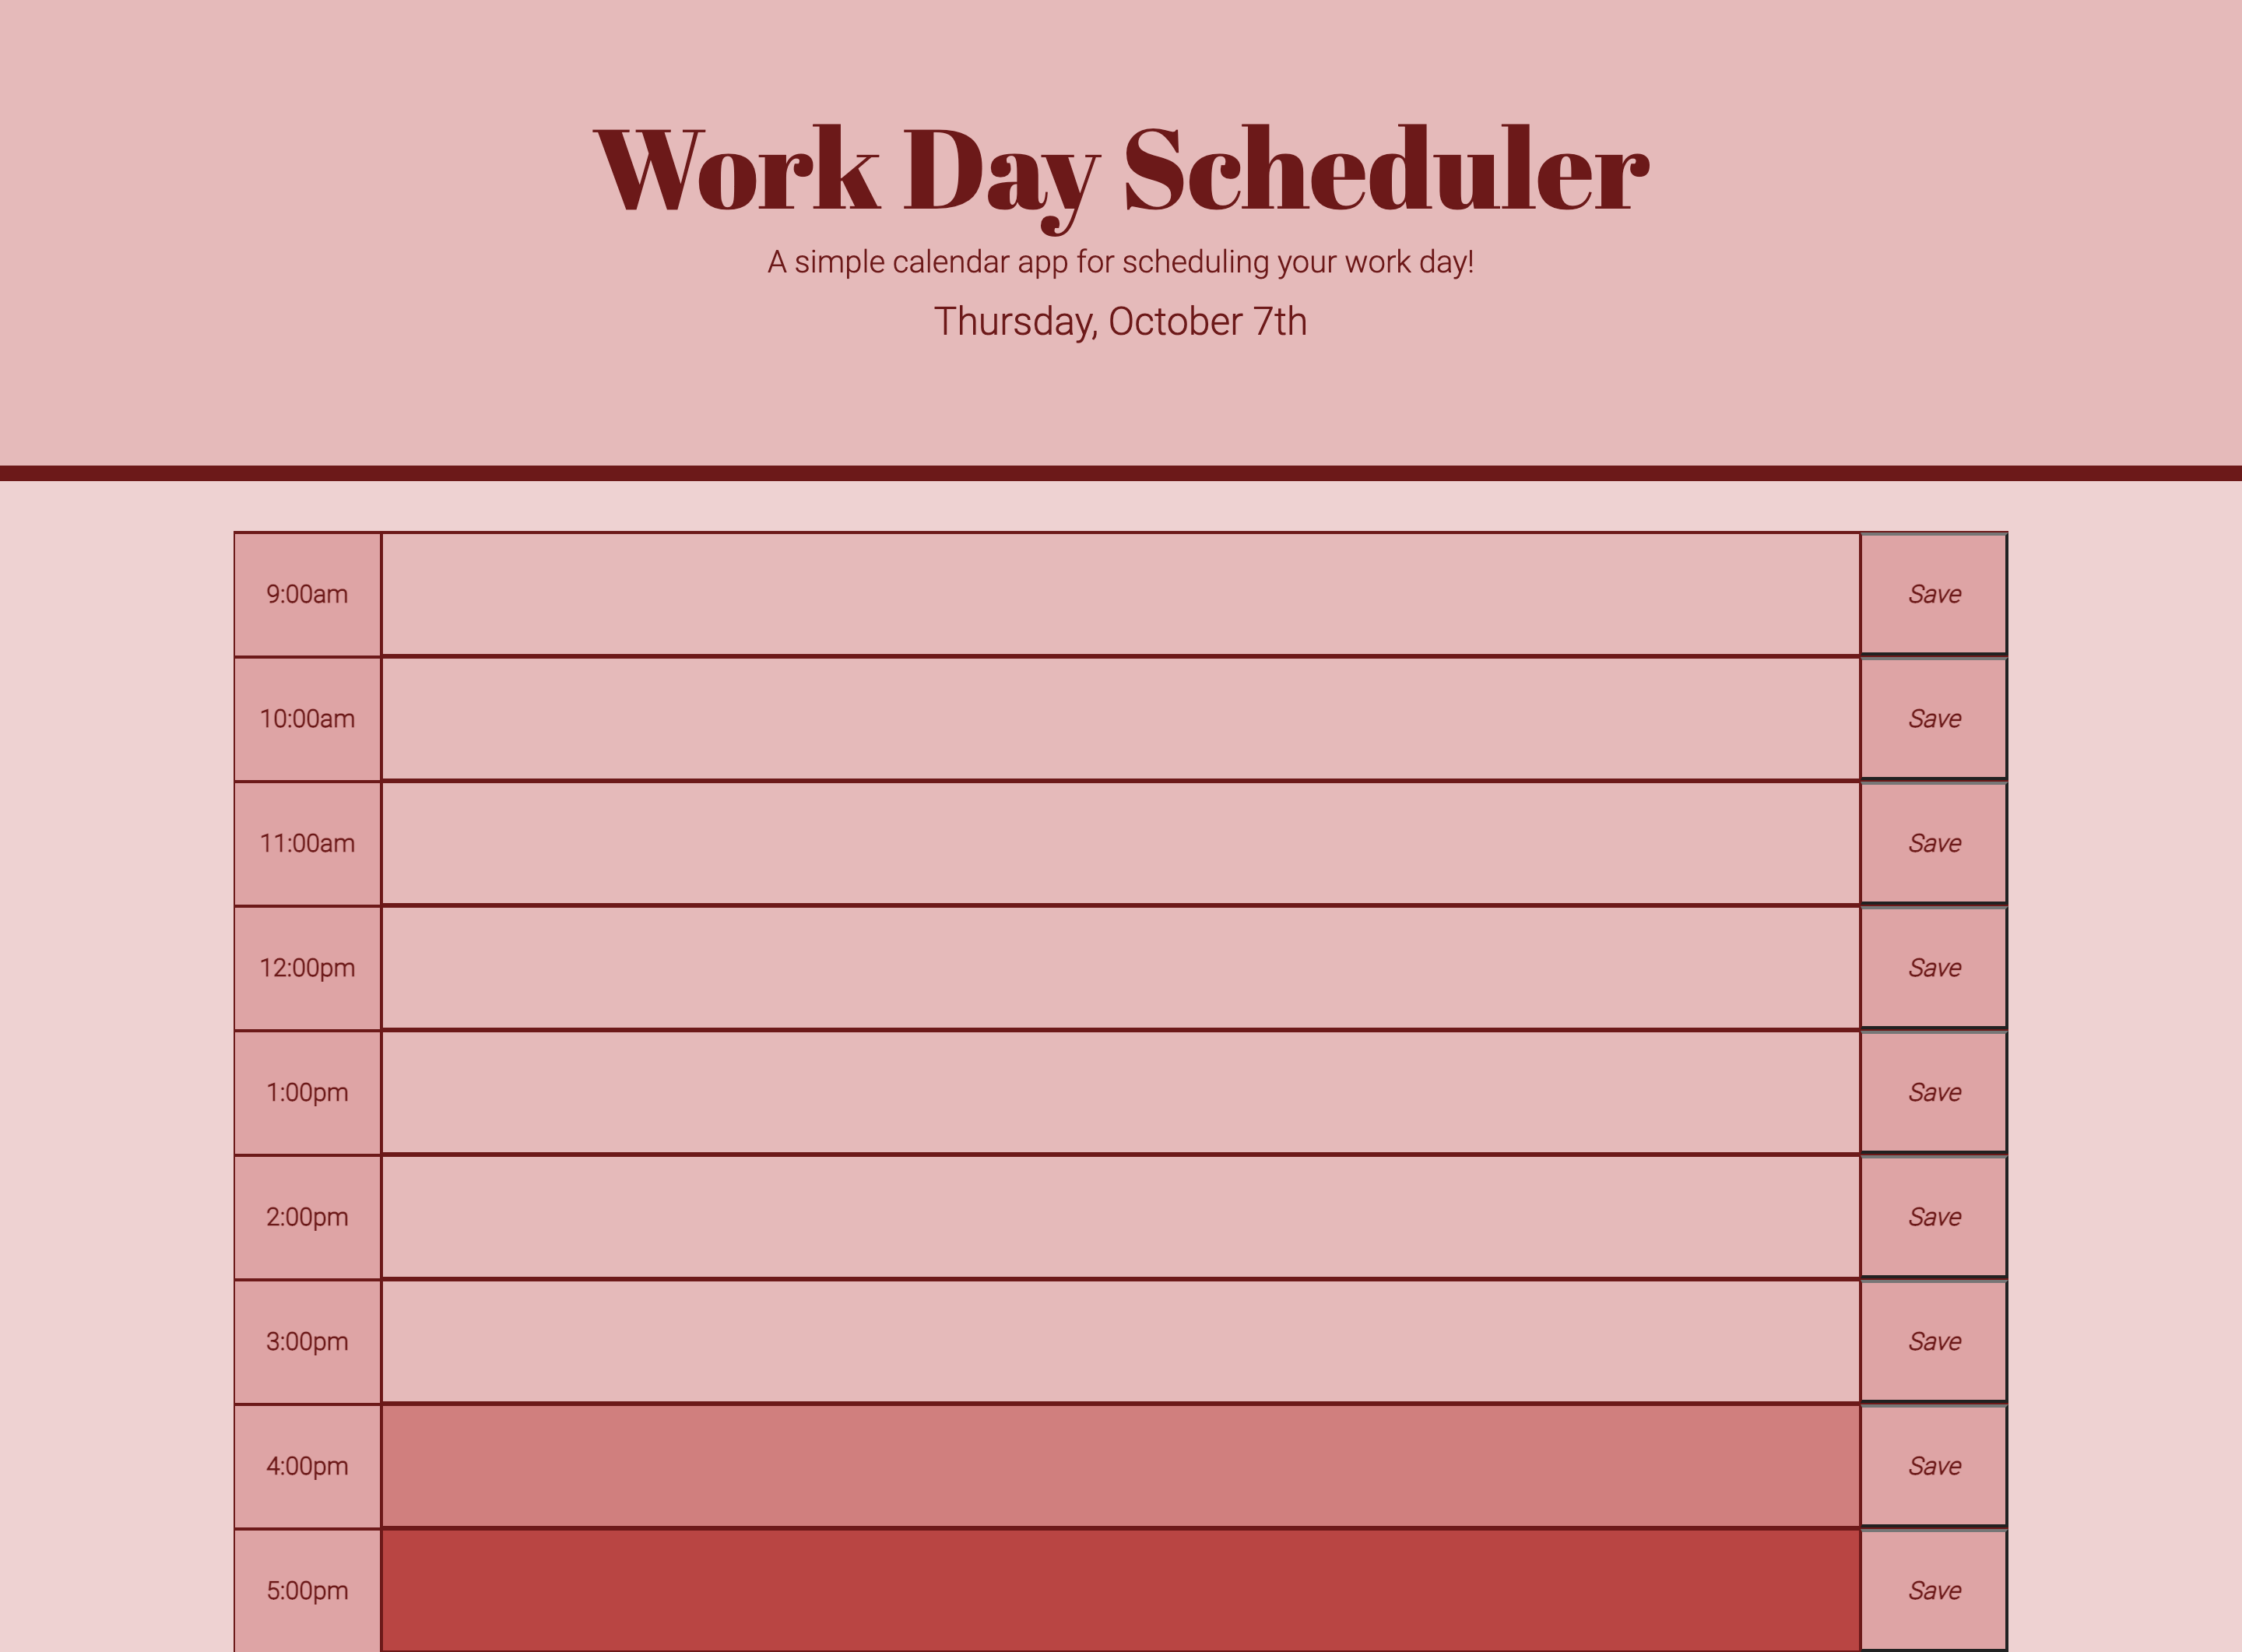 Work Day Scheduler
A simple calendar app for scheduling your work day!
Thursday, October 7th
9:00am Save
10:00am Save
11:00am Save
12:00pm Save
1:00pm Save
2:00pm Save
3:00pm Save
4:00pm Save
5:00pm Save